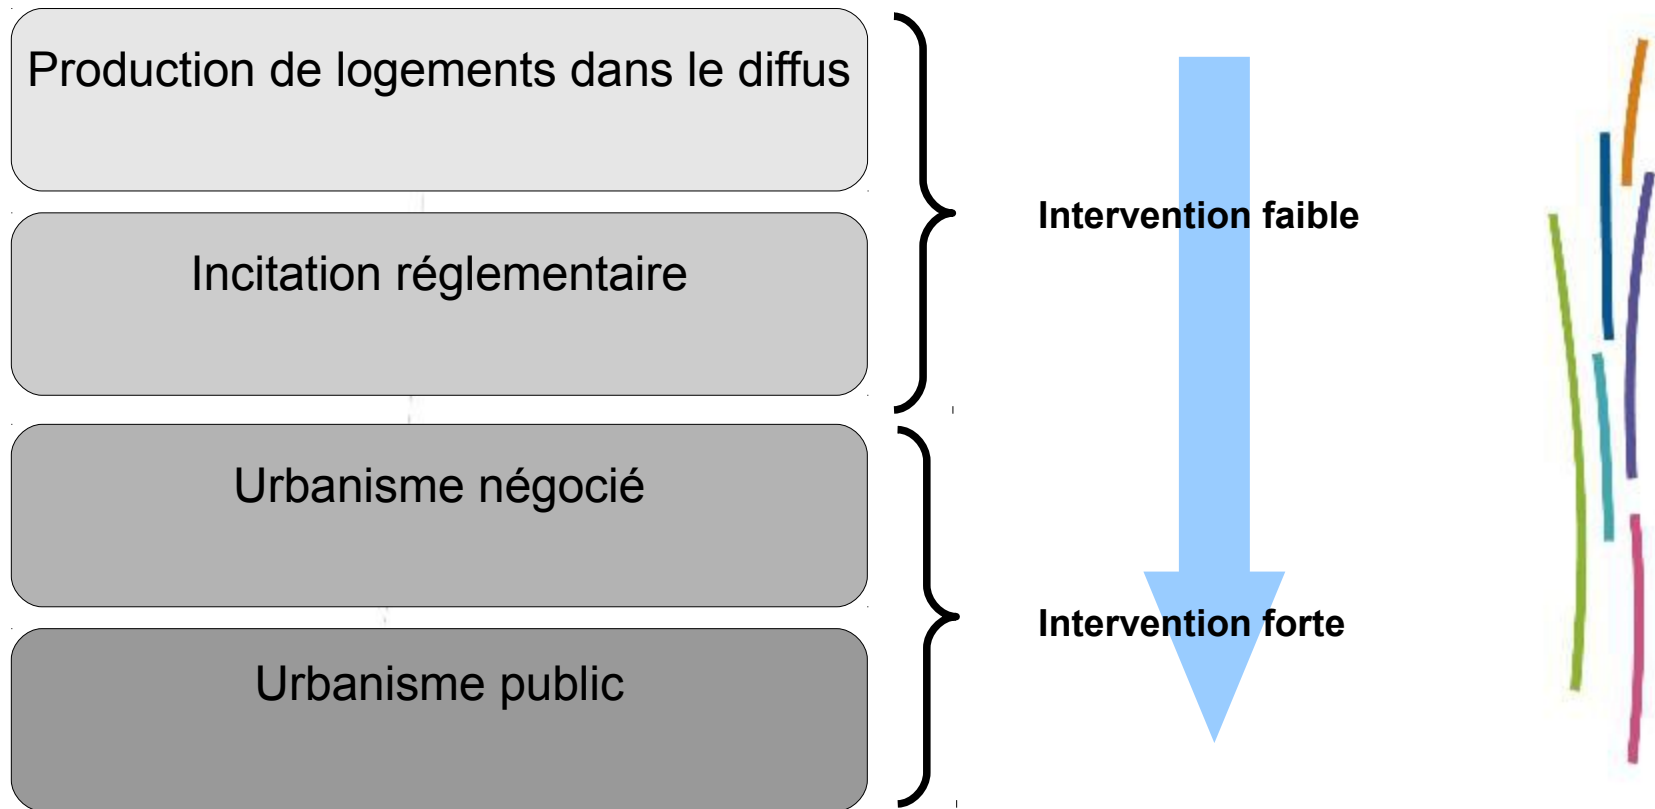 Production de logements dans le diffus
Incitation réglementaire
Intervention faible
Urbanisme négocié
Urbanisme public
Intervention forte